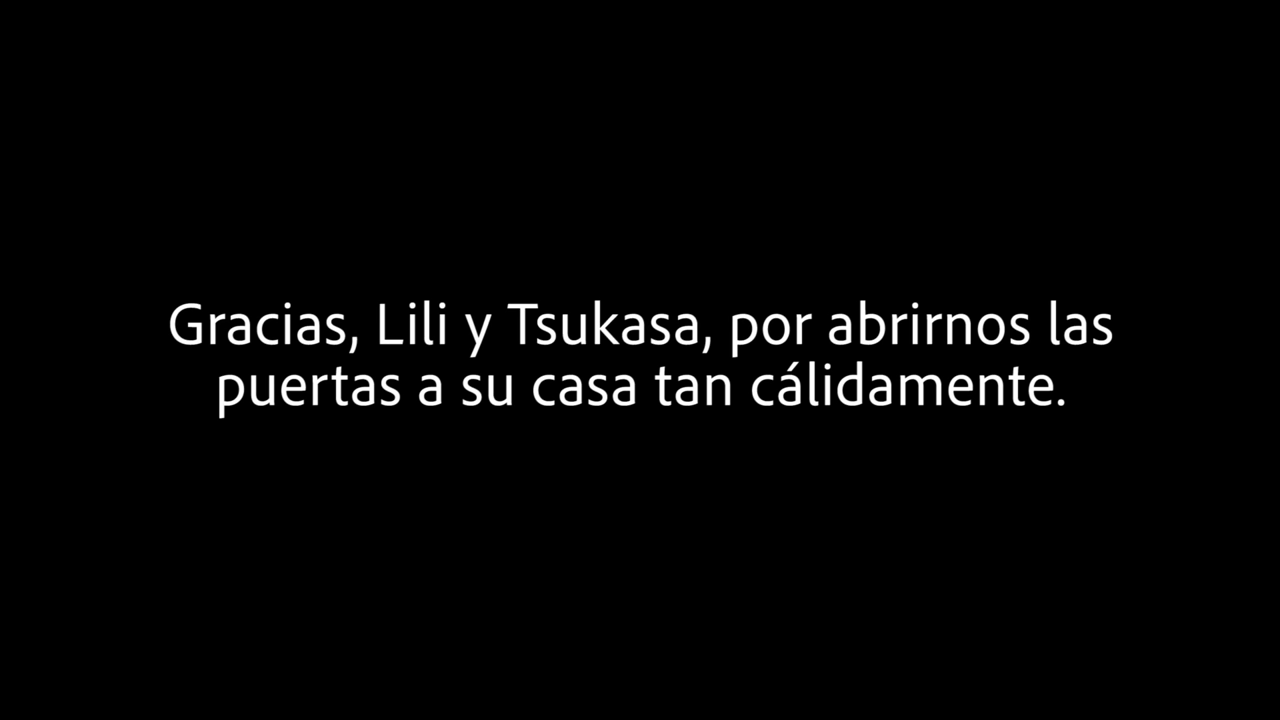 Gracias, Lili y Tsukasa, por abrirnos las
puertas a su casa tan cálidamente.